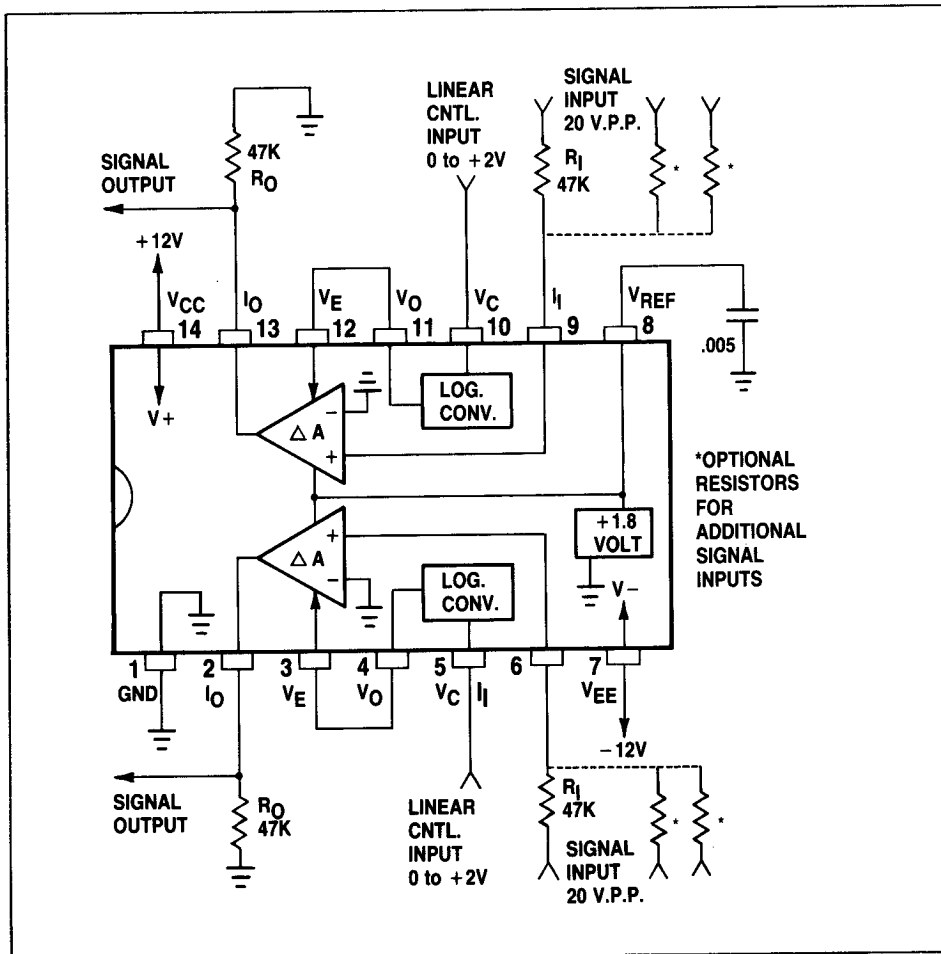 SIGNAL
OUTPUT
47K
RO
+12V
LINEAR
CNTL.
INPUT
0 to +2V
SIGNAL
INPUT
20 V.P.P.
RI
47K
*
*
VCC
IO
VE
VO
VC
II
VREF
14
13
12
11
10
9
8
.005
V+
△ A
−
+
LOG.
CONV.
△ A
+
−
LOG.
CONV.
+1.8
VOLT
V−
*OPTIONAL
RESISTORS
FOR
ADDITIONAL
SIGNAL
INPUTS
1
2
3
4
5
6
7
GND
IO
VE
VO
VC
II
VEE
−12V
SIGNAL
OUTPUT
RO
47K
LINEAR
CNTL.
INPUT
0 to +2V
RI
47K
SIGNAL
INPUT
20 V.P.P.
*
*